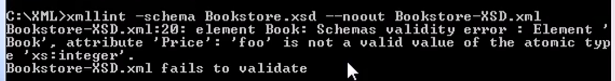 C:\XML>xmllint -schema Bookstore.xsd --noout Bookstore-XSD.xml
Bookstore-XSD.xml:20: element Book: Schemas validity error : Element '
Book', attribute 'Price': 'foo' is not a valid value of the atomic typ
e 'xs:integer'.
Bookstore-XSD.xml fails to validate